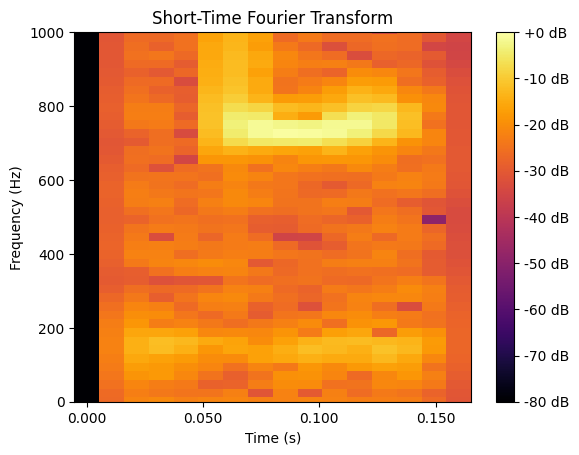 Short-Time Fourier Transform
Frequency (Hz)
1000
800
600
400
200
0
0.000
0.050
0.100
0.150
Time (s)
+0 dB
-10 dB
-20 dB
-30 dB
-40 dB
-50 dB
-60 dB
-70 dB
-80 dB